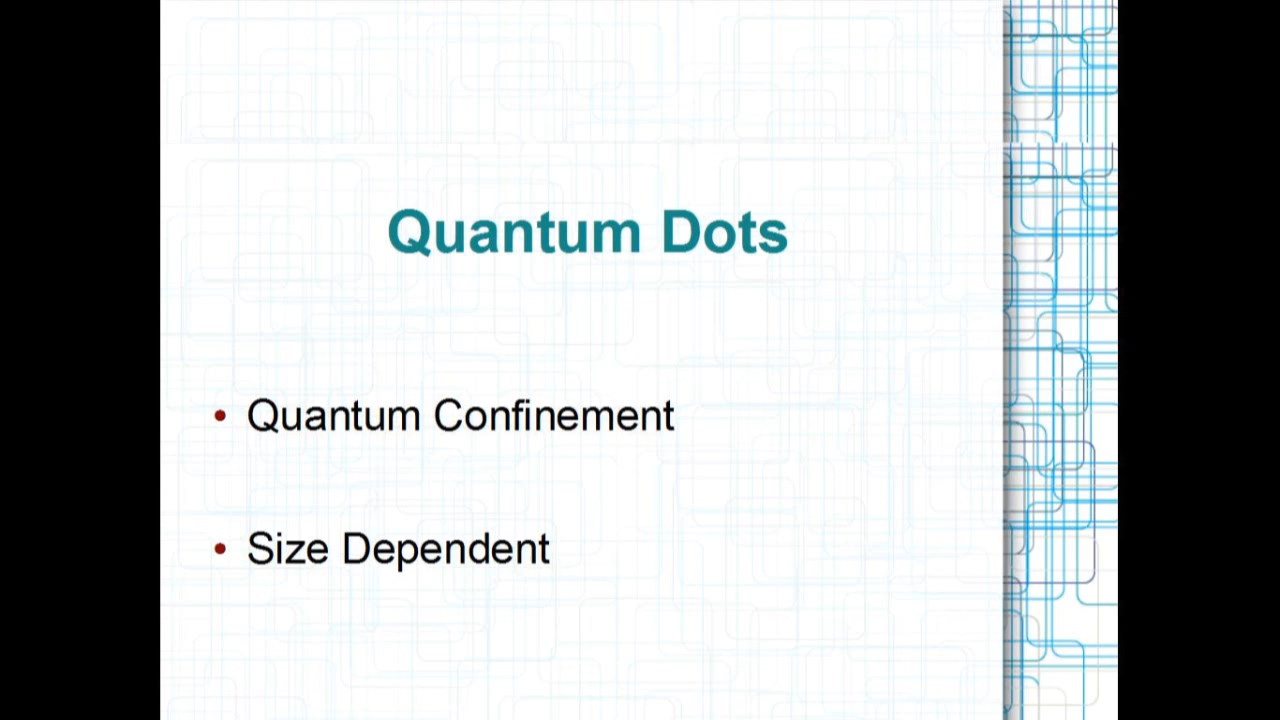 Quantum Dots
• Quantum Confinement
• Size Dependent